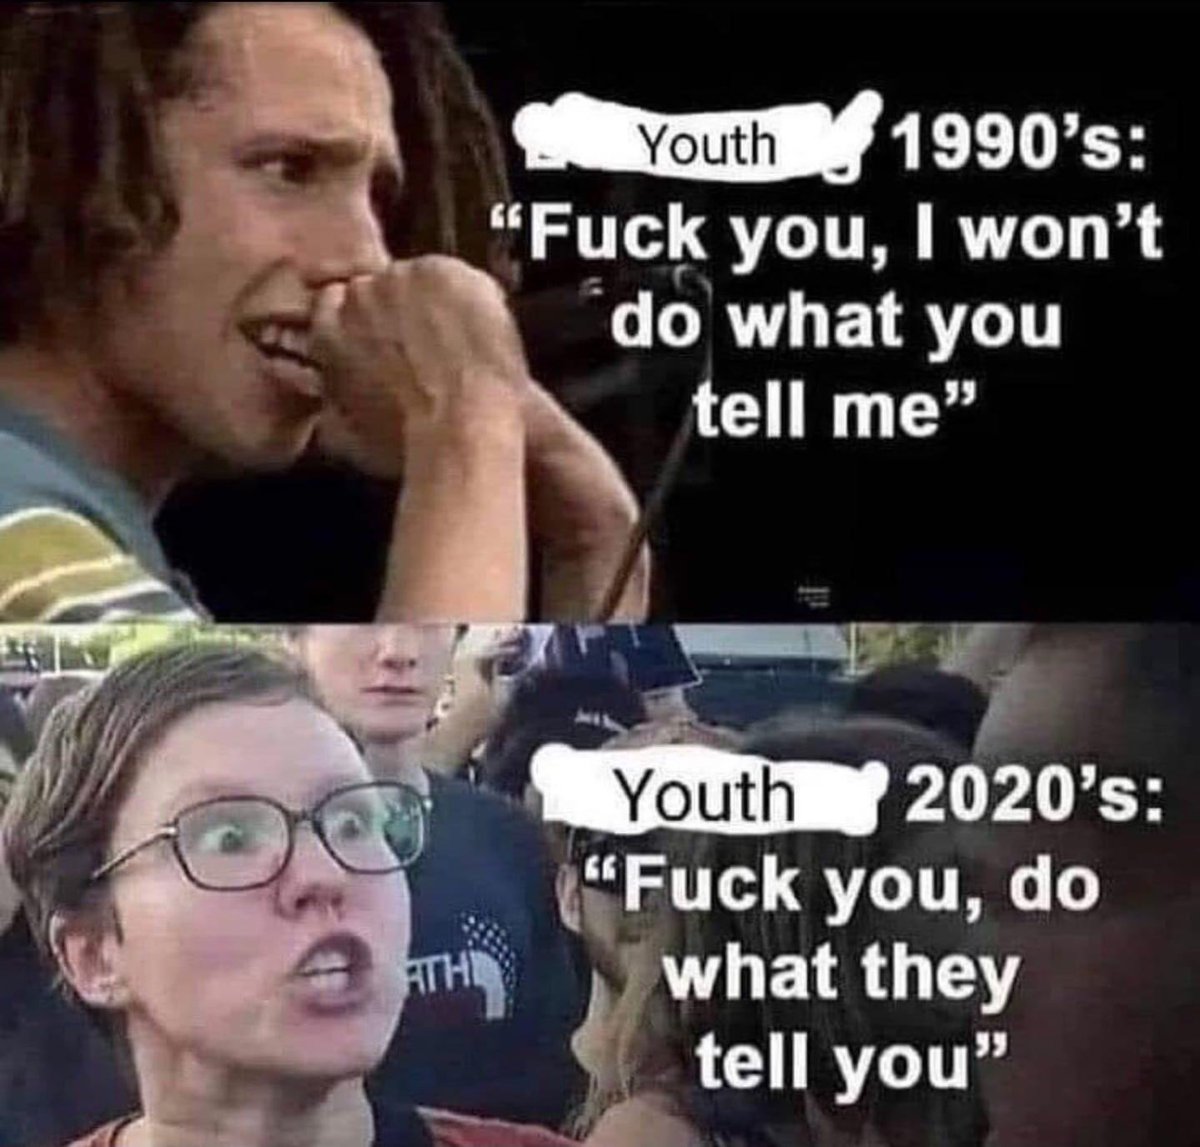 Youth 1990's:
“Fuck you, I won't
do what you
tell me”
Youth 2020's:
“Fuck you, do
what they
tell you”